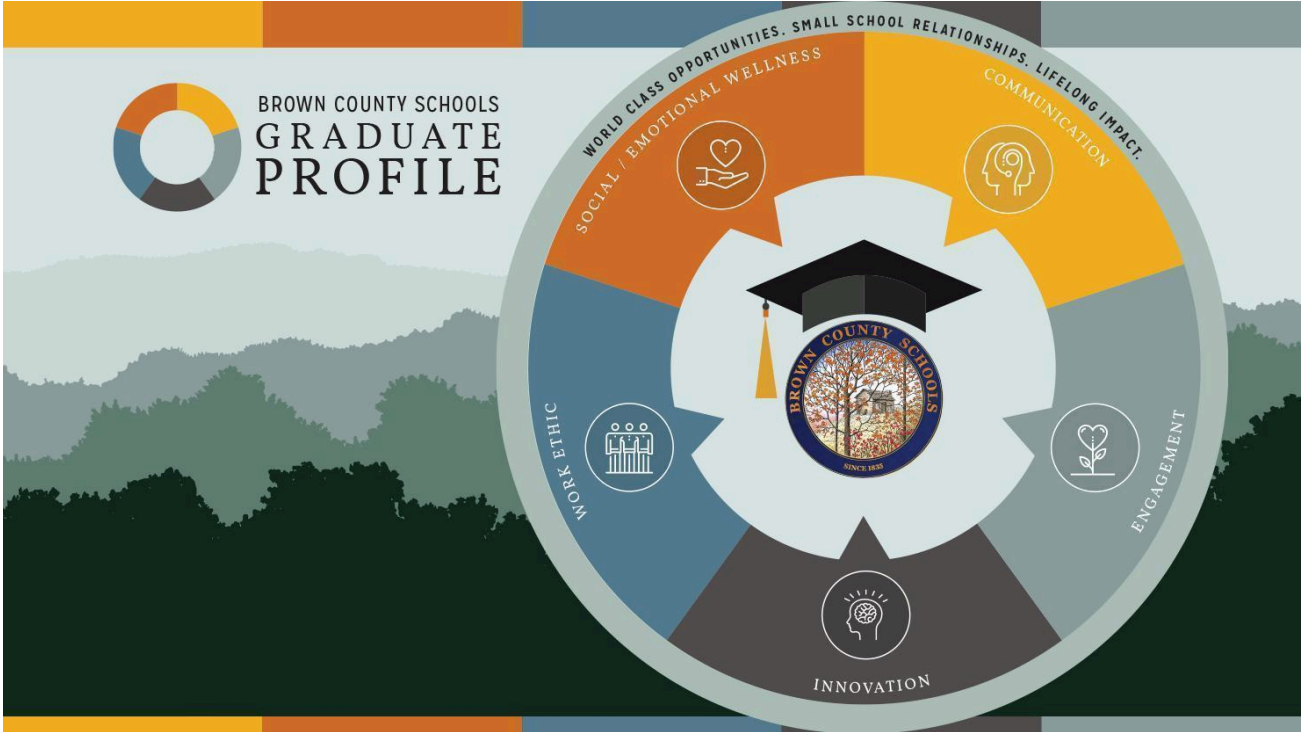 BROWN COUNTY SCHOOLS
GRADUATE
PROFILE
WORLD CLASS OPPORTUNITIES. SMALL SCHOOL RELATIONSHIPS. LIFELONG IMPACT.
SOCIAL / EMOTIONAL WELLNESS
COMMUNICATION
BROWN COUNTY SCHOOLS
SINCE 1835
WORK ETHIC
ENGAGEMENT
INNOVATION